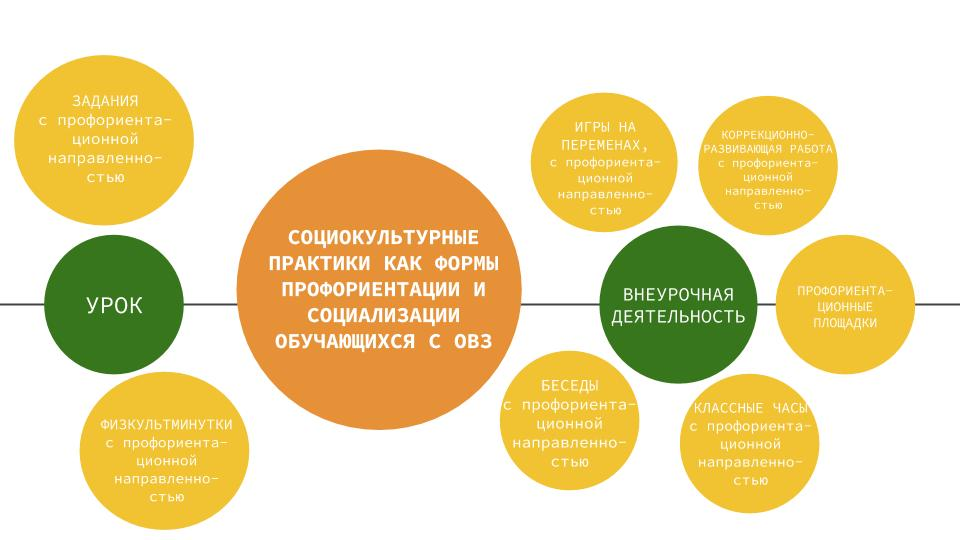 ЗАДАНИЯ
с профориента-
ционной
направленно-
стью
УРОК
ФИЗКУЛЬТМИНУТКИ
с профориента-
ционной
направленно-
стью
СОЦИОКУЛЬТУРНЫЕ
ПРАКТИКИ КАК ФОРМЫ
ПРОФОРИЕНТАЦИИ И
СОЦИАЛИЗАЦИИ
ОБУЧАЮЩИХСЯ С ОВЗ
ИГРЫ НА
ПЕРЕМЕНАХ,
с профориента-
ционной
направленно-
стью
КОРРЕКЦИОННО-
РАЗВИВАЮЩАЯ РАБОТА
с профориента-
ционной
направленно-
стью
ВНЕУРОЧНАЯ
ДЕЯТЕЛЬНОСТЬ
ПРОФОРИЕНТА-
ЦИОННЫЕ
ПЛОЩАДКИ
БЕСЕДЫ
с профориента-
ционной
направленно-
стью
КЛАССНЫЕ ЧАСЫ
с профориента-
ционной
направленно-
стью